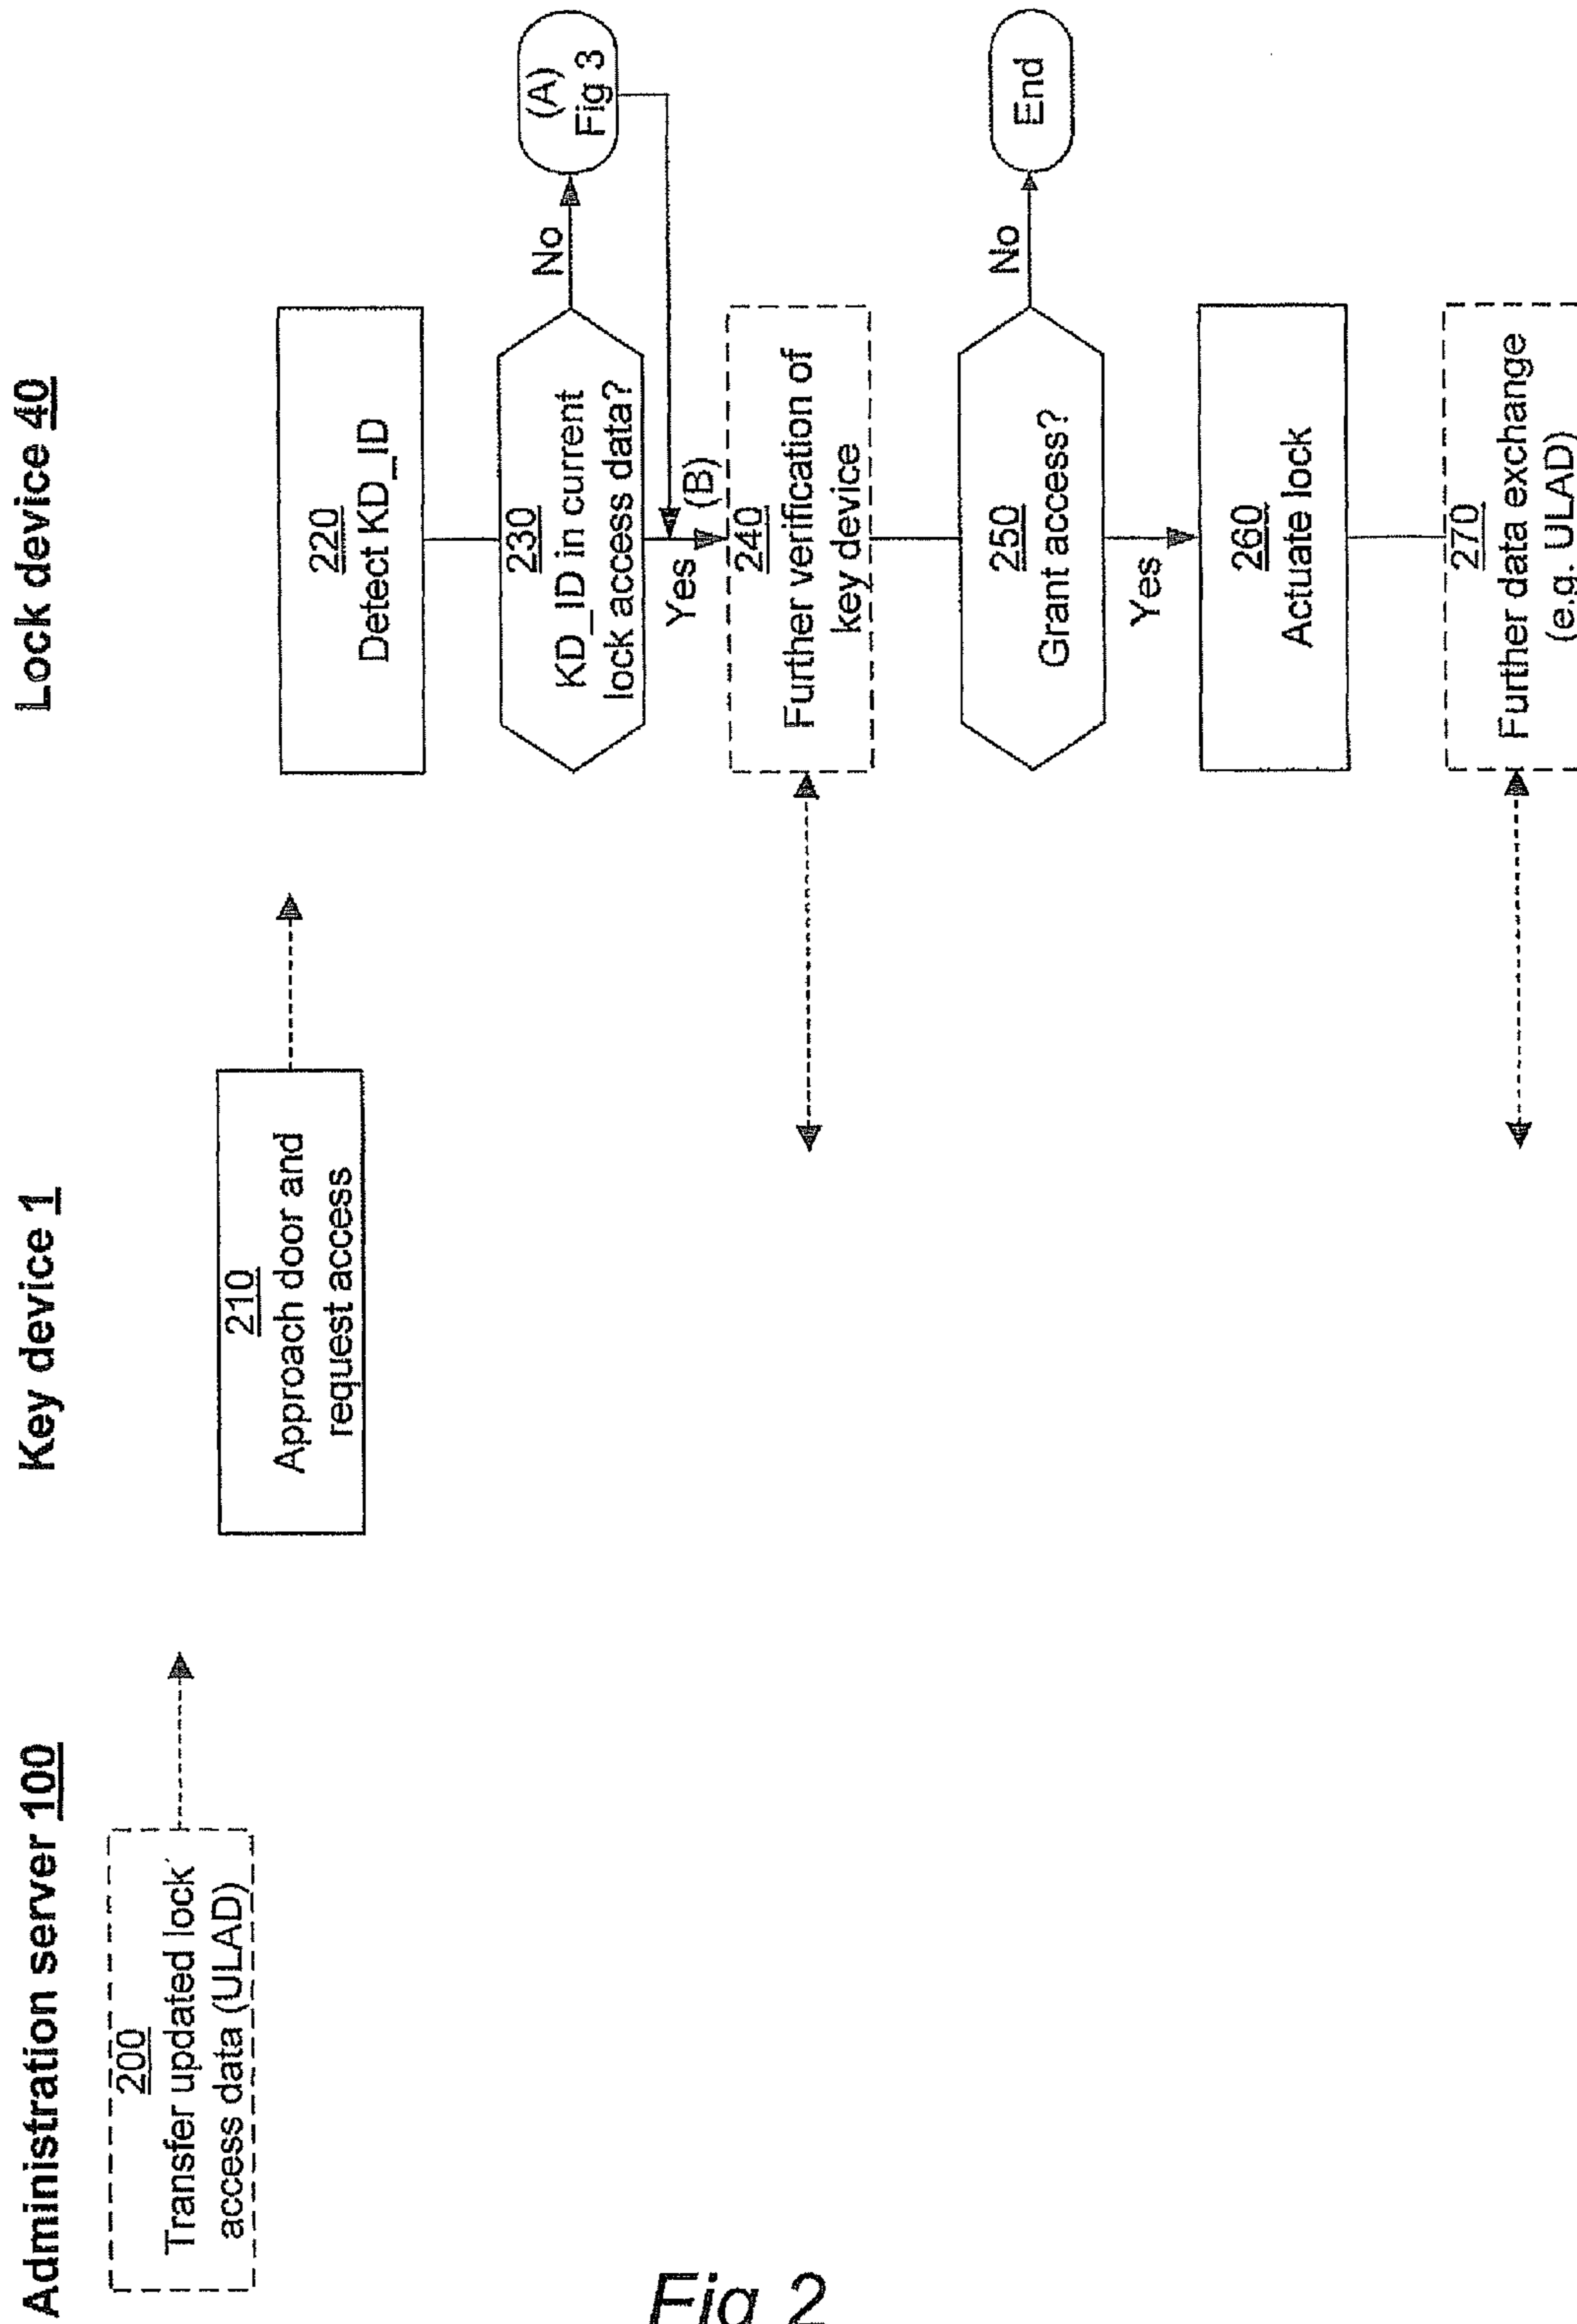 Administration server 100
Key device 1
Lock device 40
200
Transfer updated lock
access data (ULAD)
210
Approach door and
request access
220
Detect KD_ID
230
KD_ID in current
lock access data?
No
(A)
Fig 3
Yes
(B)
240
Further verification of
key device
250
Grant access?
No
End
Yes
260
Actuate lock
270
Further data exchange
(e.g. ULAD)
Fig 2